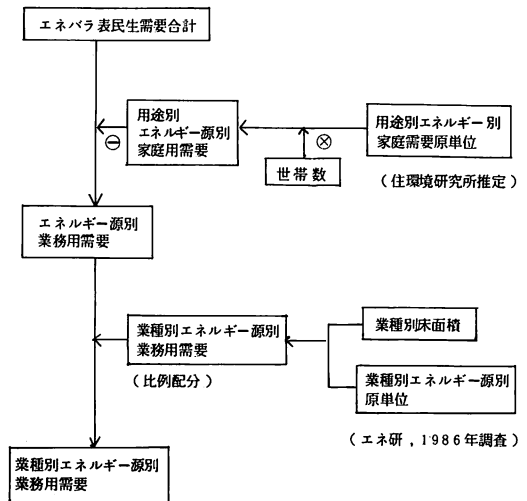 エネバラ表民生需要合計
用途別
エネルギー源別
家庭用需要
⊖
⊗
世帯数
用途別エネルギー別
家庭需要原単位
(住環境研究所推定)
エネルギー源別
業務用需要
業種別エネルギー源別
業務用需要
(比例配分)
業種別床面積
業種別エネルギー源別
原単位
(エネ研,1986年調査)
業種別エネルギー源別
業務用需要